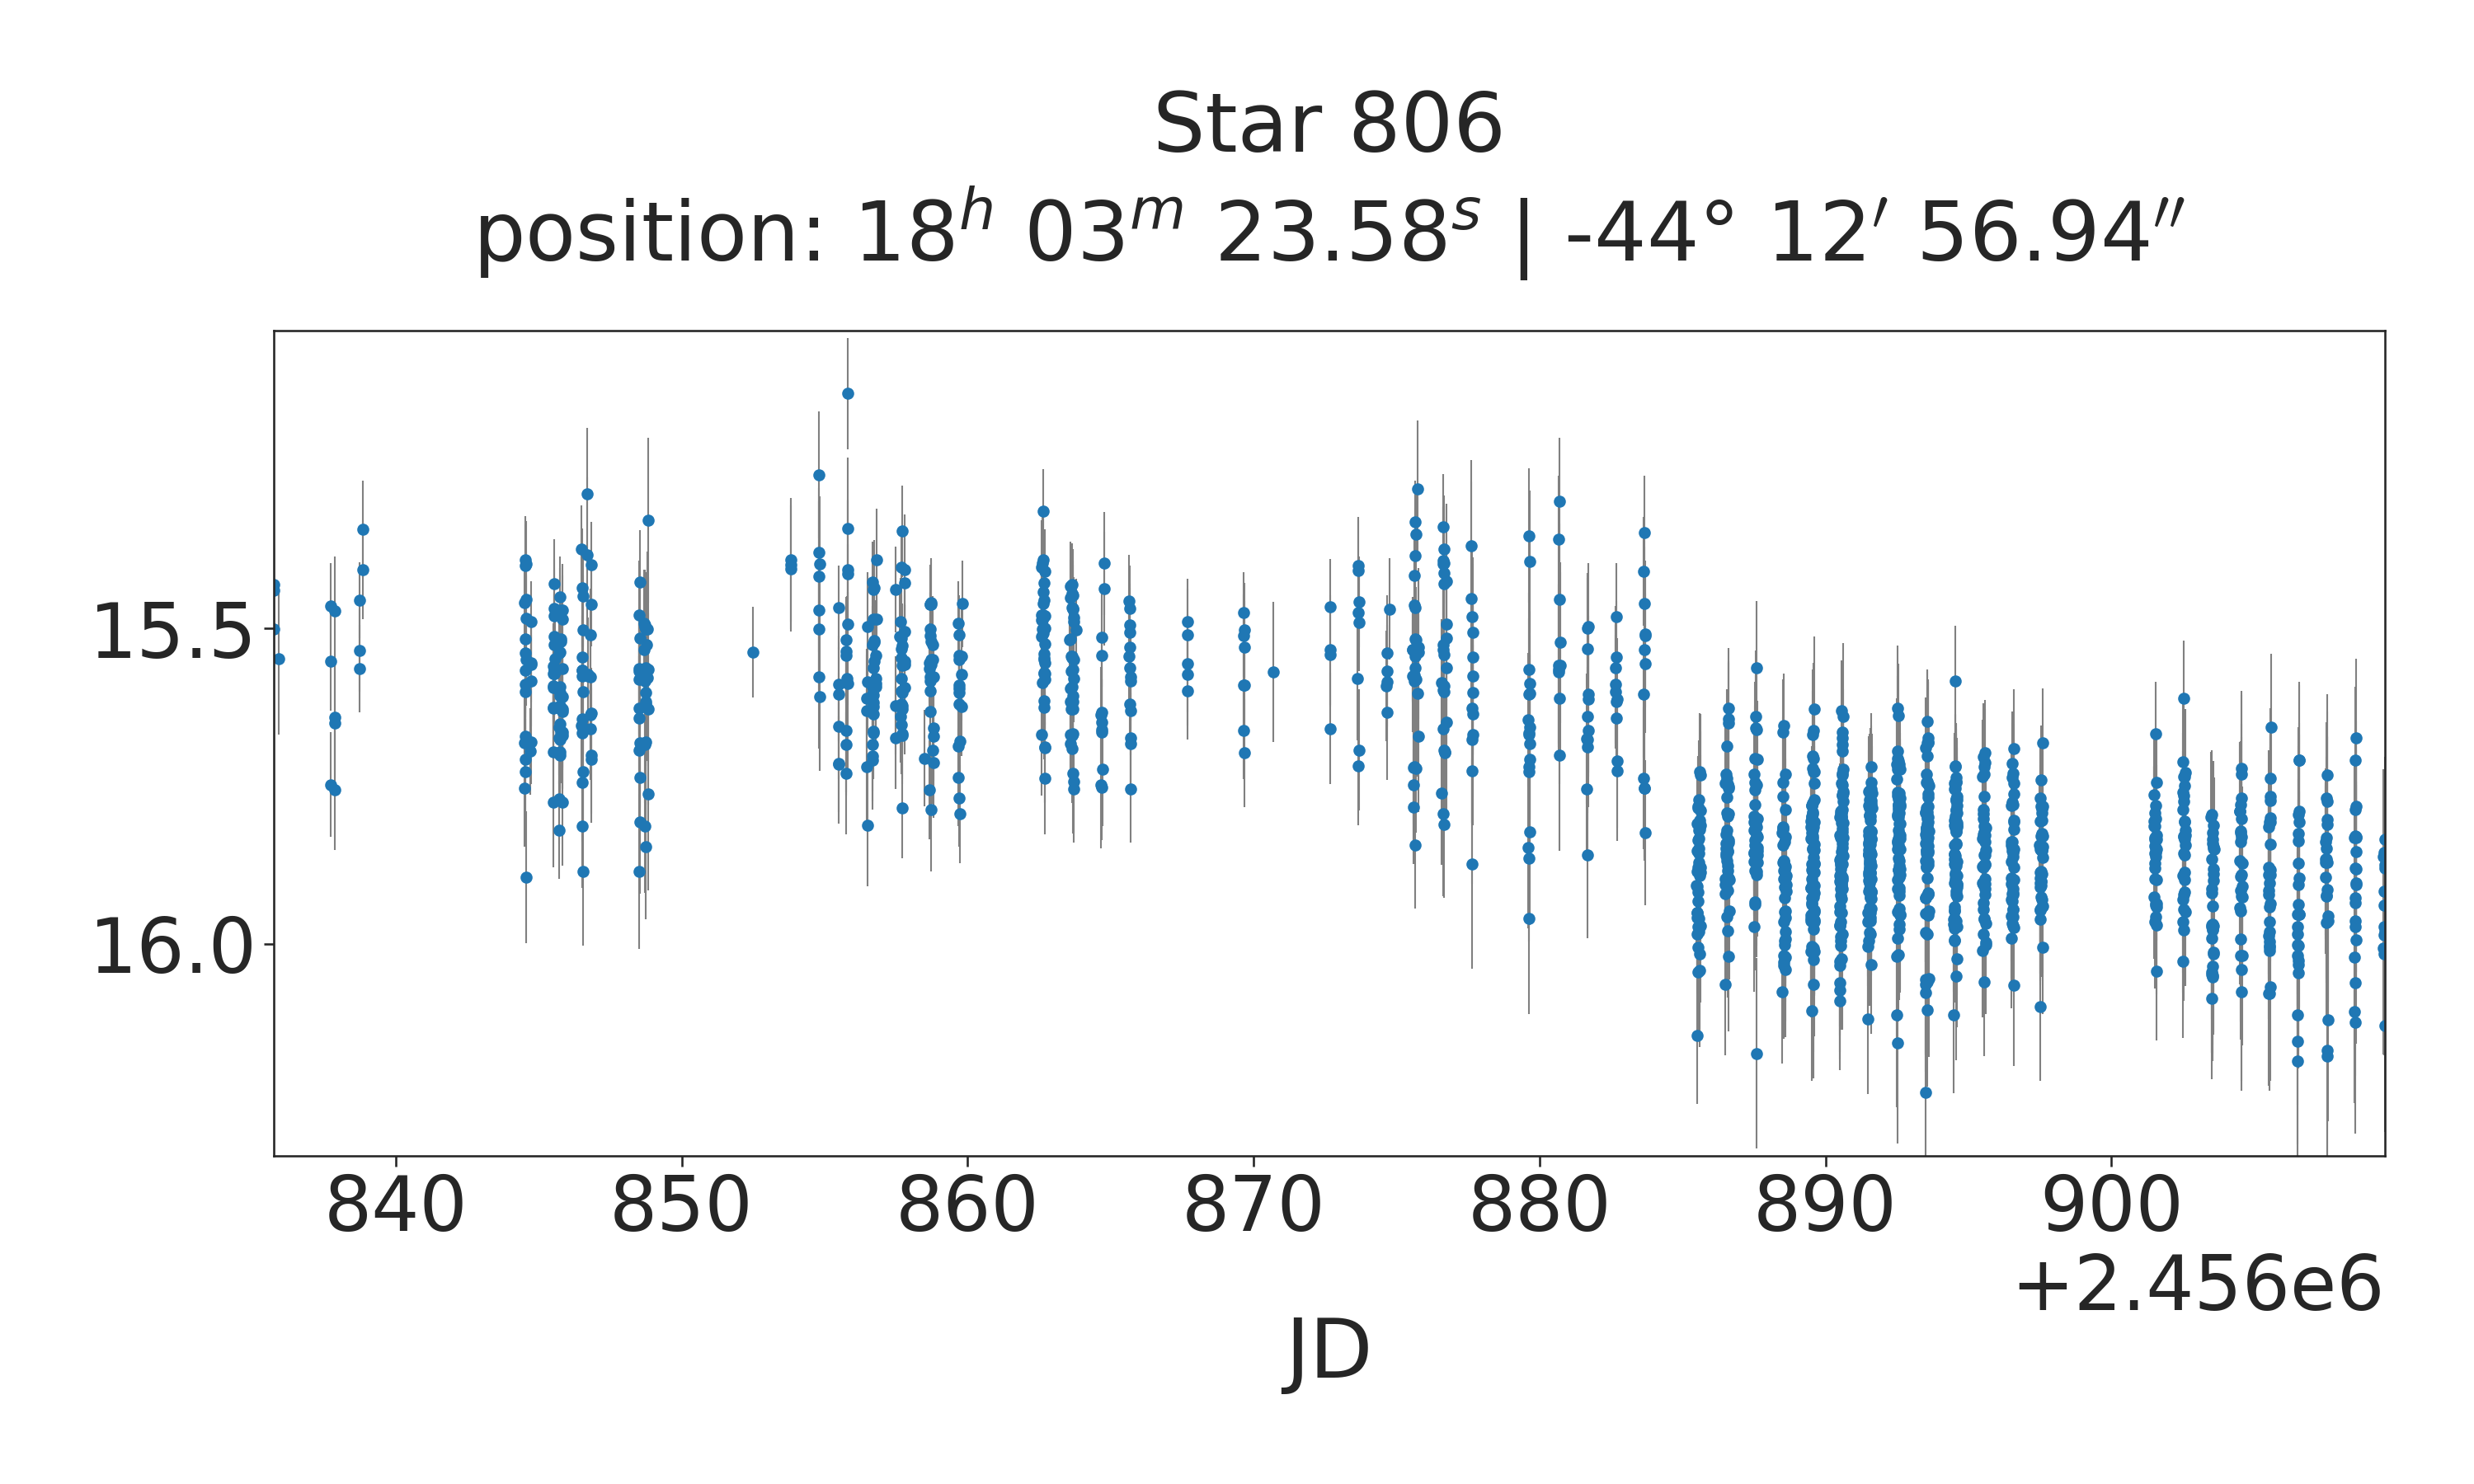 Star 806
position: 18ʰ 03ᵐ 23.58ˢ | -44° 12′ 56.94″
15.5
16.0
840 850 860 870 880 890 900
+2.456e6
JD